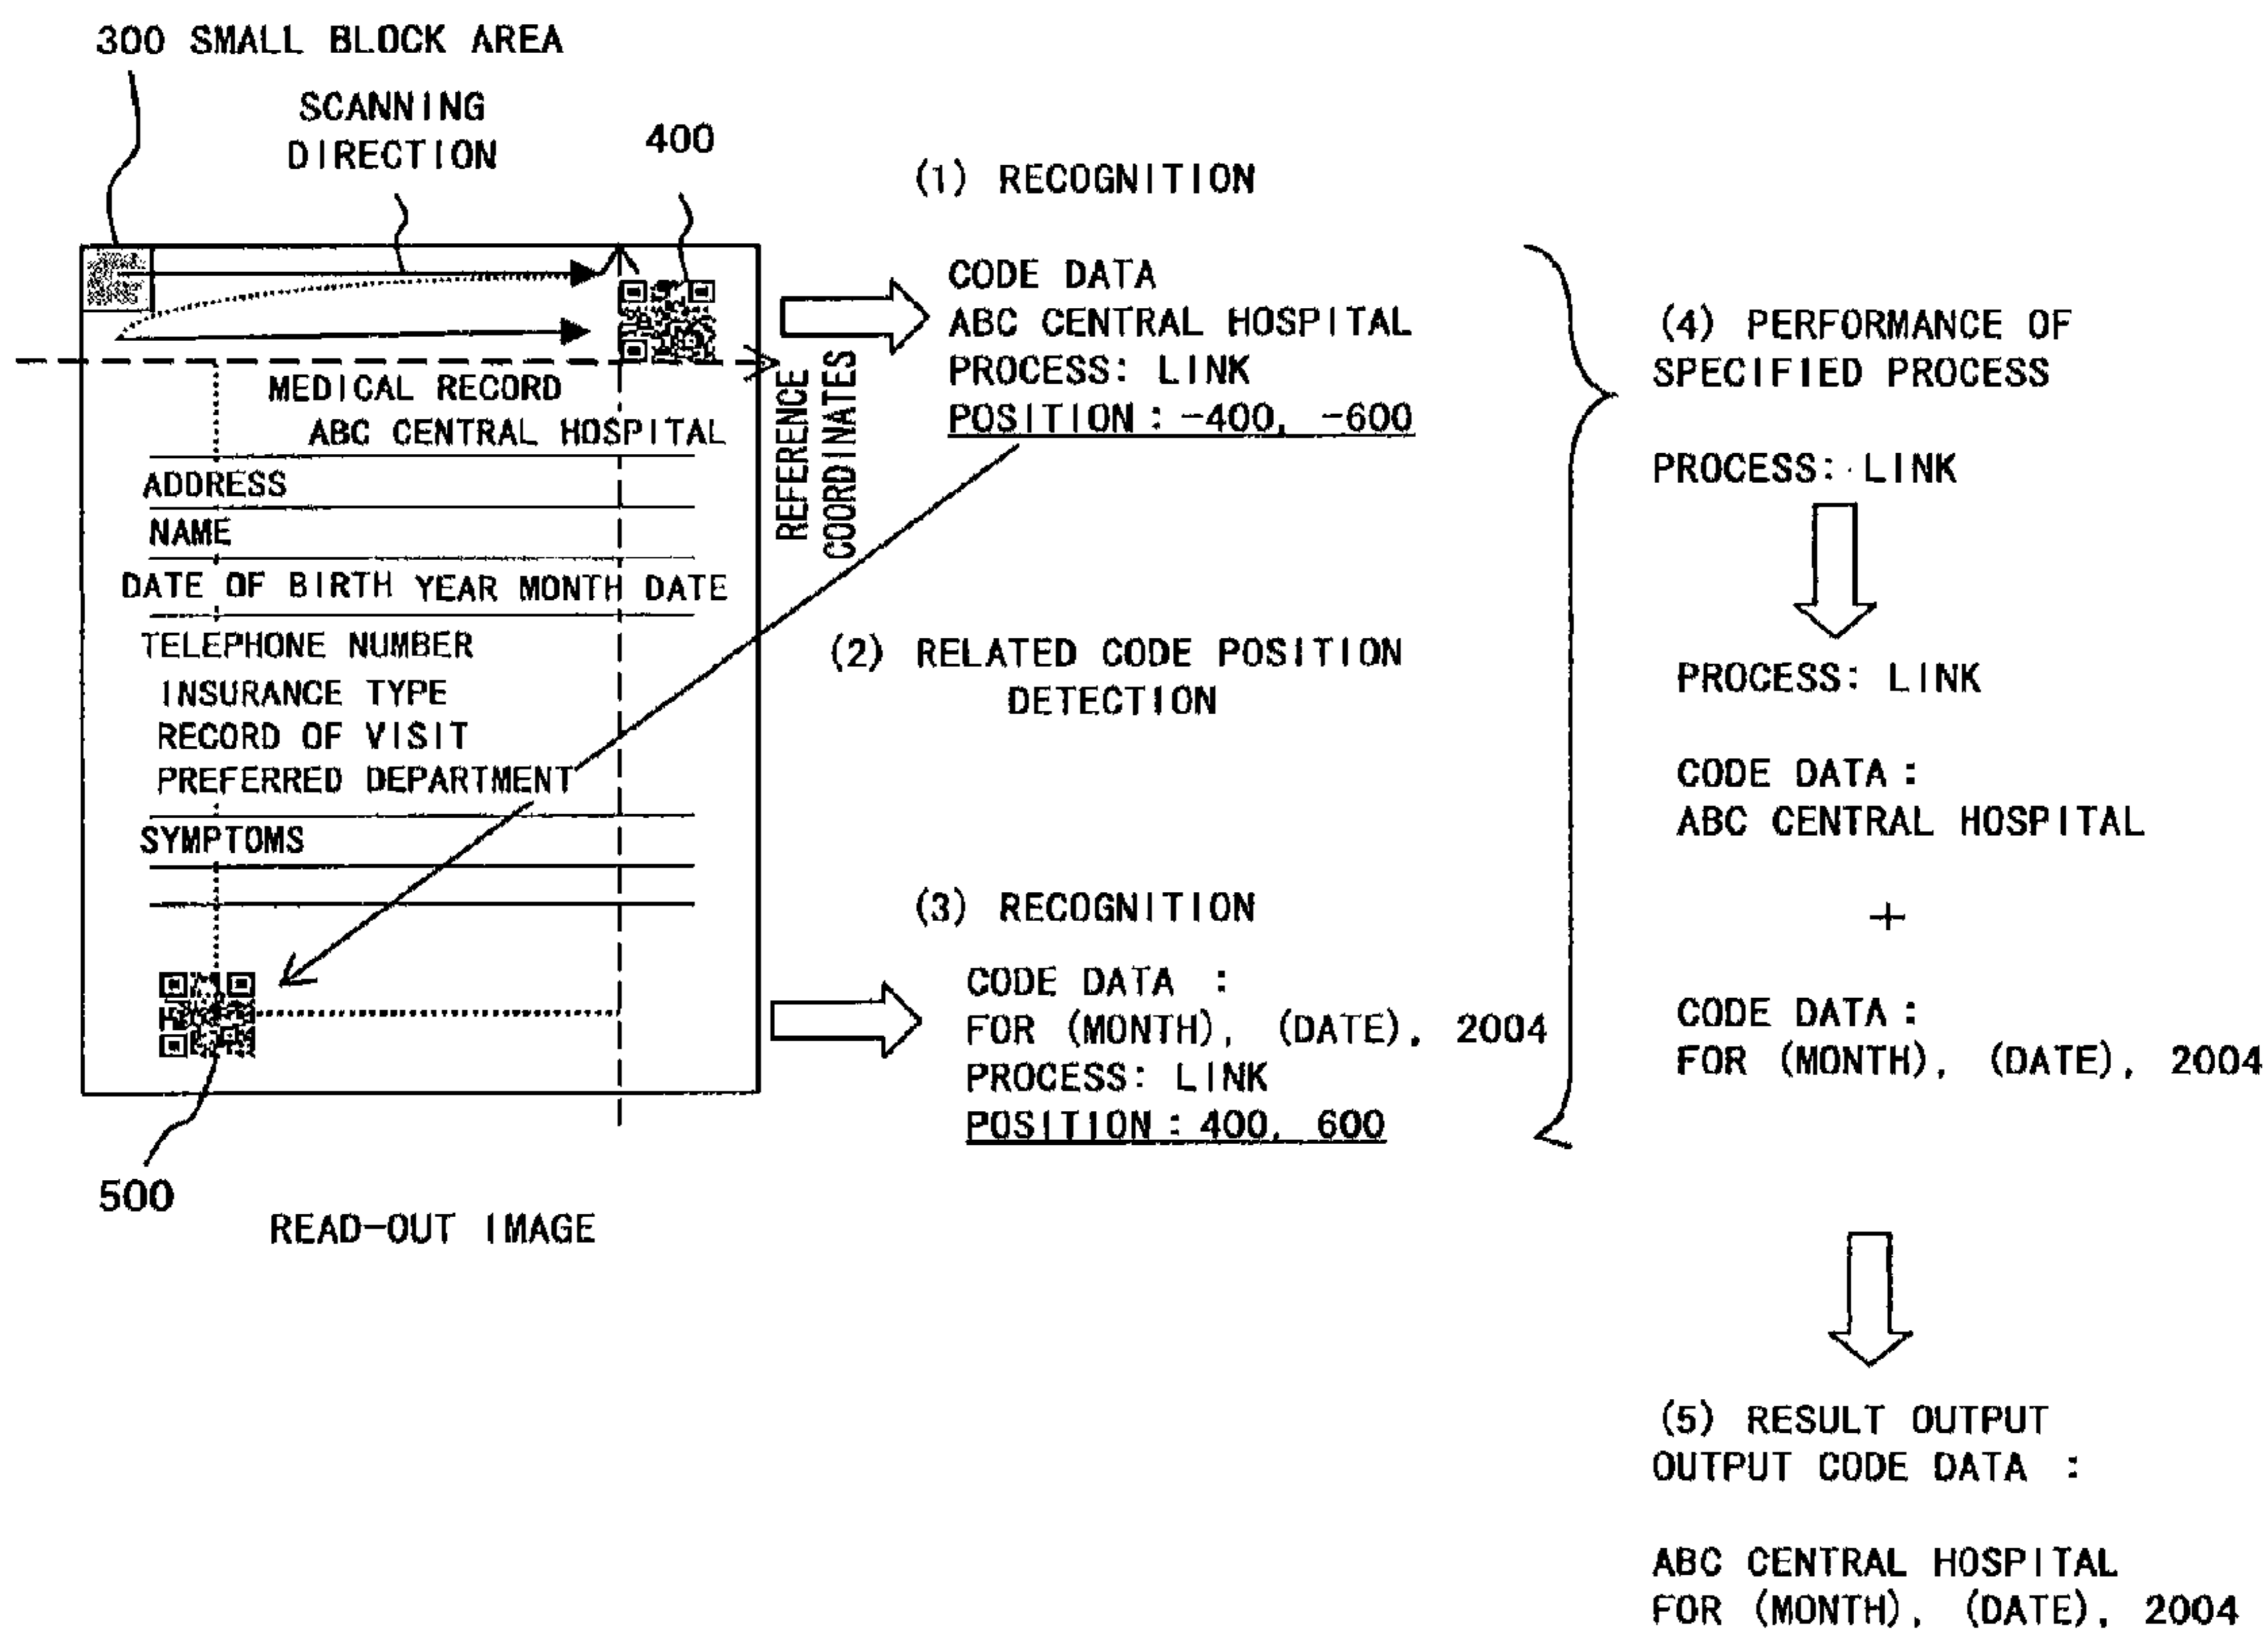 300 SMALL BLOCK AREA
SCANNING
DIRECTION
400
MEDICAL RECORD
ABC CENTRAL HOSPITAL
ADDRESS
NAME
DATE OF BIRTH YEAR MONTH DATE
TELEPHONE NUMBER
INSURANCE TYPE
RECORD OF VISIT
PREFERRED DEPARTMENT
SYMPTOMS
500
READ-OUT IMAGE
REFERENCE
COORDINATES
(1) RECOGNITION
CODE DATA
ABC CENTRAL HOSPITAL
PROCESS: LINK
POSITION : -400, -600
(2) RELATED CODE POSITION
DETECTION
(3) RECOGNITION
CODE DATA :
FOR (MONTH), (DATE), 2004
PROCESS: LINK
POSITION : 400, 600
(4) PERFORMANCE OF
SPECIFIED PROCESS
PROCESS: LINK
PROCESS: LINK
CODE DATA :
ABC CENTRAL HOSPITAL
+
CODE DATA :
FOR (MONTH), (DATE), 2004
(5) RESULT OUTPUT
OUTPUT CODE DATA :
ABC CENTRAL HOSPITAL
FOR (MONTH), (DATE), 2004